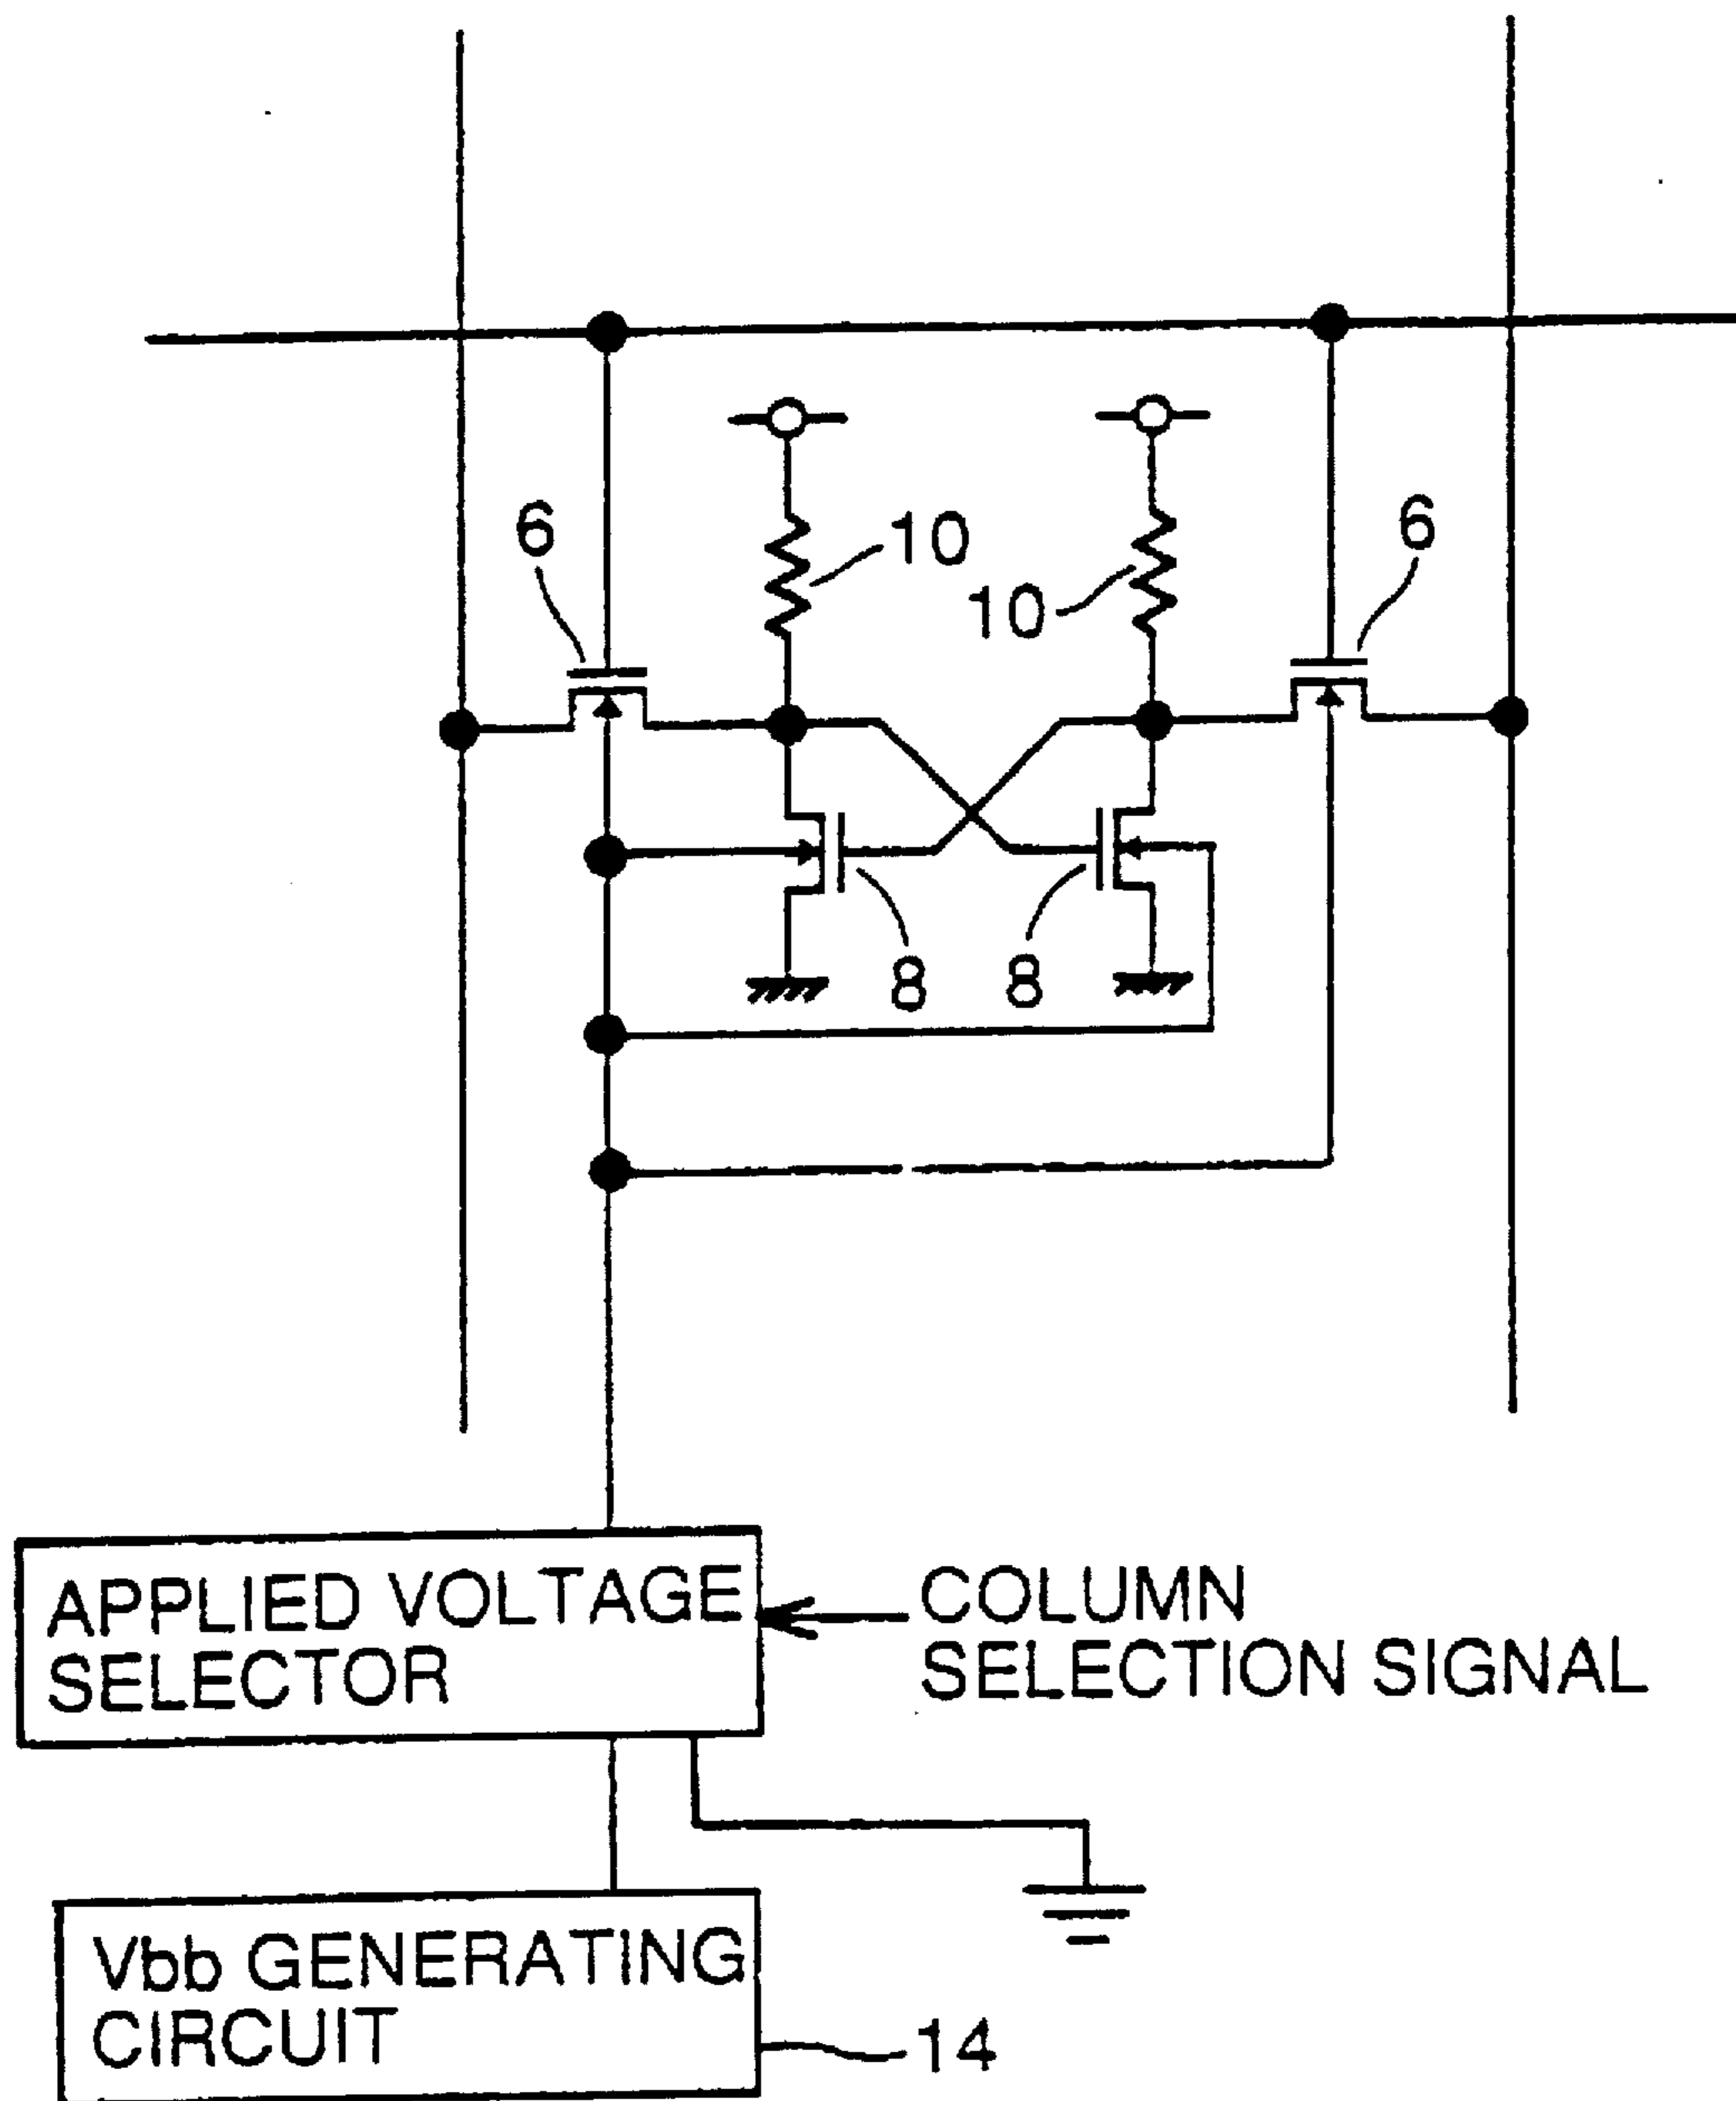 6
10
10
6
8
8
APPLIED VOLTAGE
SELECTOR
COLUMN
SELECTION SIGNAL
Vbb GENERATING
CIRCUIT
14